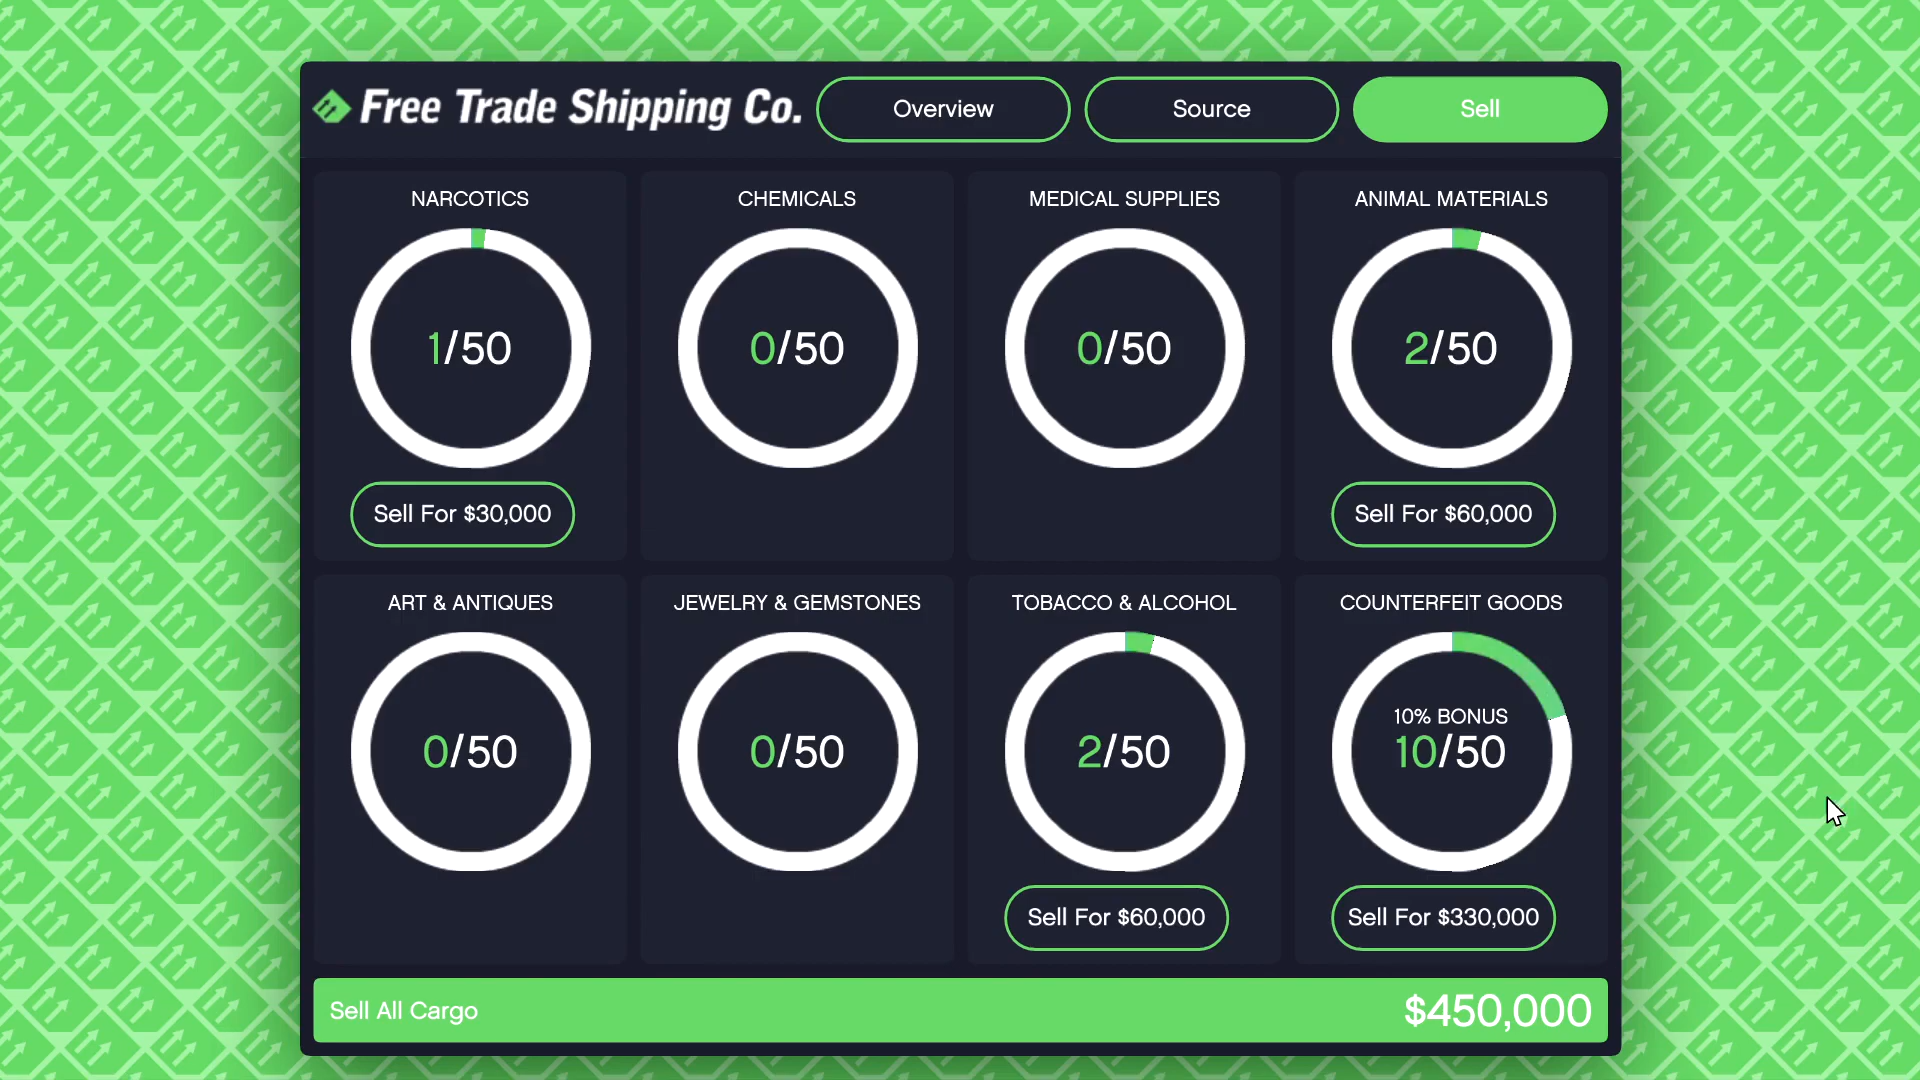 Free Trade Shipping Co.
Overview
Source
Sell
NARCOTICS
1/50
Sell For $30,000
CHEMICALS
0/50
MEDICAL SUPPLIES
0/50
ANIMAL MATERIALS
2/50
Sell For $60,000
ART & ANTIQUES
0/50
JEWELRY & GEMSTONES
0/50
TOBACCO & ALCOHOL
2/50
Sell For $60,000
COUNTERFEIT GOODS
10% BONUS
10/50
Sell For $330,000
Sell All Cargo
$450,000